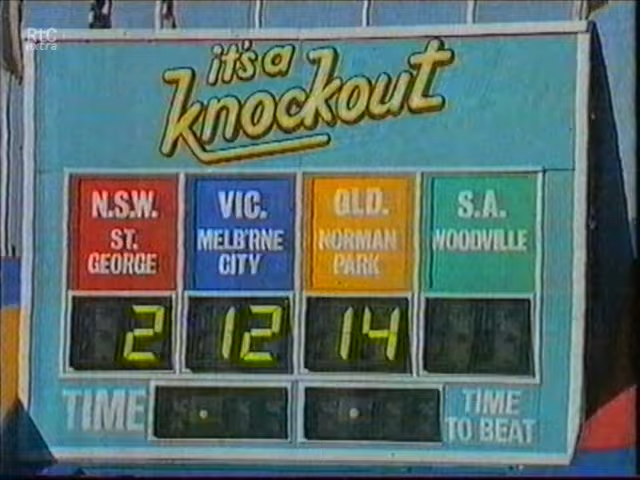 RtC
extra
it's a
knockout
N.S.W.
ST.
GEORGE
VIC.
MELB'RNE
CITY
QLD.
NORMAN
PARK
S.A.
WOODVILLE
2
12
14
TIME
TIME
TO BEAT